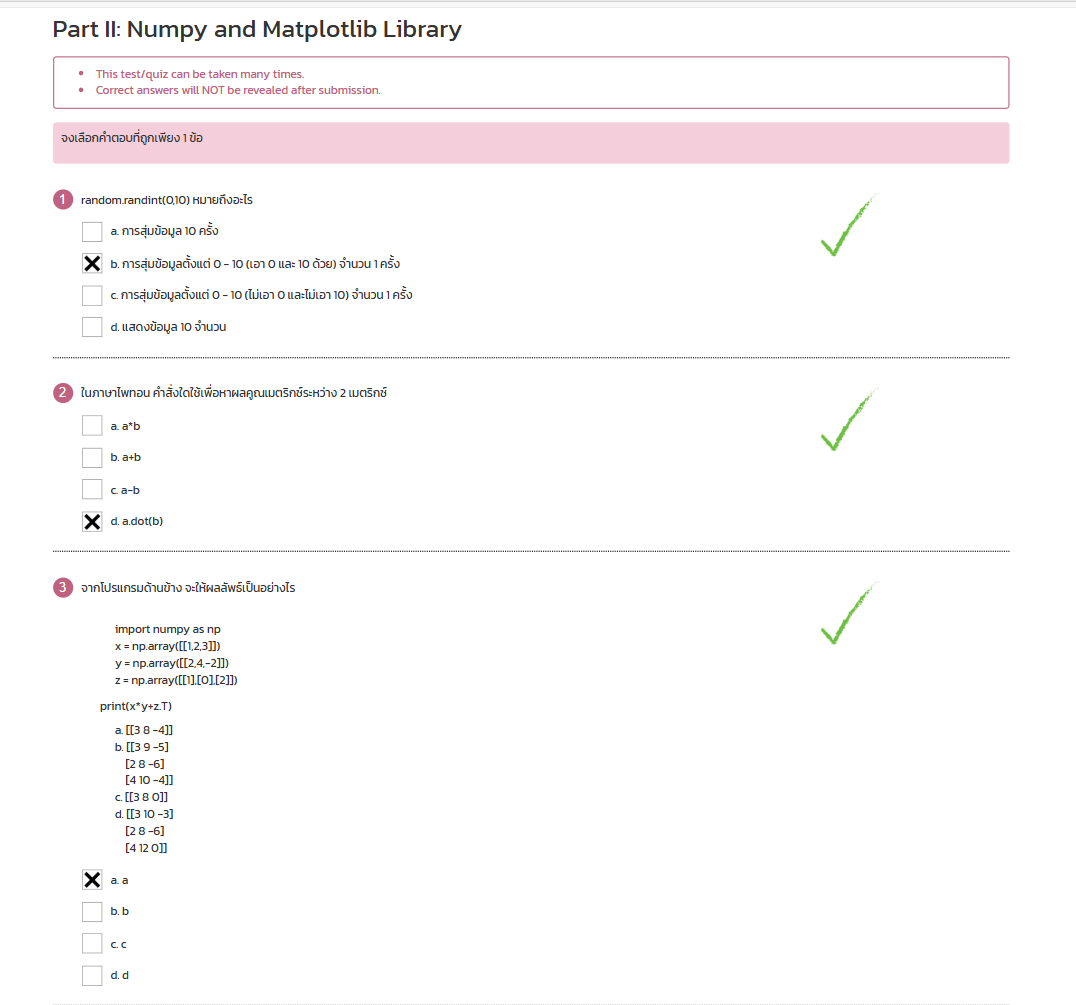 Part II: Numpy and Matplotlib Library
This test/quiz can be taken many times.
Correct answers will NOT be revealed after submission.
จงเลือกคำตอบที่ถูกเพียง 1 ข้อ
1 random.randint(0,10) หมายถึงอะไร
a. การสุ่มข้อมูล 10 ครั้ง
b. การสุ่มข้อมูลตั้งแต่ 0 - 10 (เอา 0 และ 10 ด้วย) จำนวน 1 ครั้ง
c. การสุ่มข้อมูลตั้งแต่ 0 - 10 (ไม่เอา 0 และไม่เอา 10) จำนวน 1 ครั้ง
d. แสดงข้อมูล 10 จำนวน
2 ในภาษาไพทอน คำสั่งใดใช้เพื่อหาผลคูณเมตริกซ์ระหว่าง 2 เมตริกซ์
a. a*b
b. a+b
c. a-b
d. a.dot(b)
3 จากโปรแกรมด้านข้าง จะให้ผลลัพธ์เป็นอย่างไร
import numpy as np
x = np.array([[1,2,3]])
y = np.array([[2,4,-2]])
z = np.array([[1],[0],[2]])
print(x*y+z.T)
a. [[3 8 -4]]
b. [[3 9 -5]
[2 8 -6]
[4 10 -4]]
c. [[3 8 0]]
d. [[3 10 -3]
[2 8 -6]
[4 12 0]]
a. a
b. b
c. c
d. d